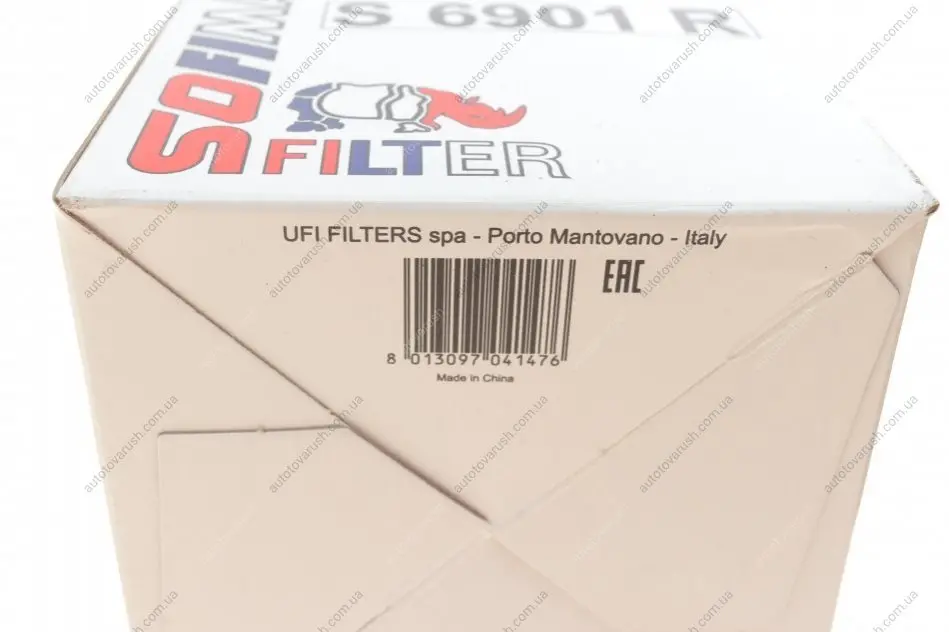 S 6901 R
SOFIMA
FILTER
UFI FILTERS spa - Porto Mantovano - Italy
EAC
8 013097 041476
Made in China
autotovarush.com.ua